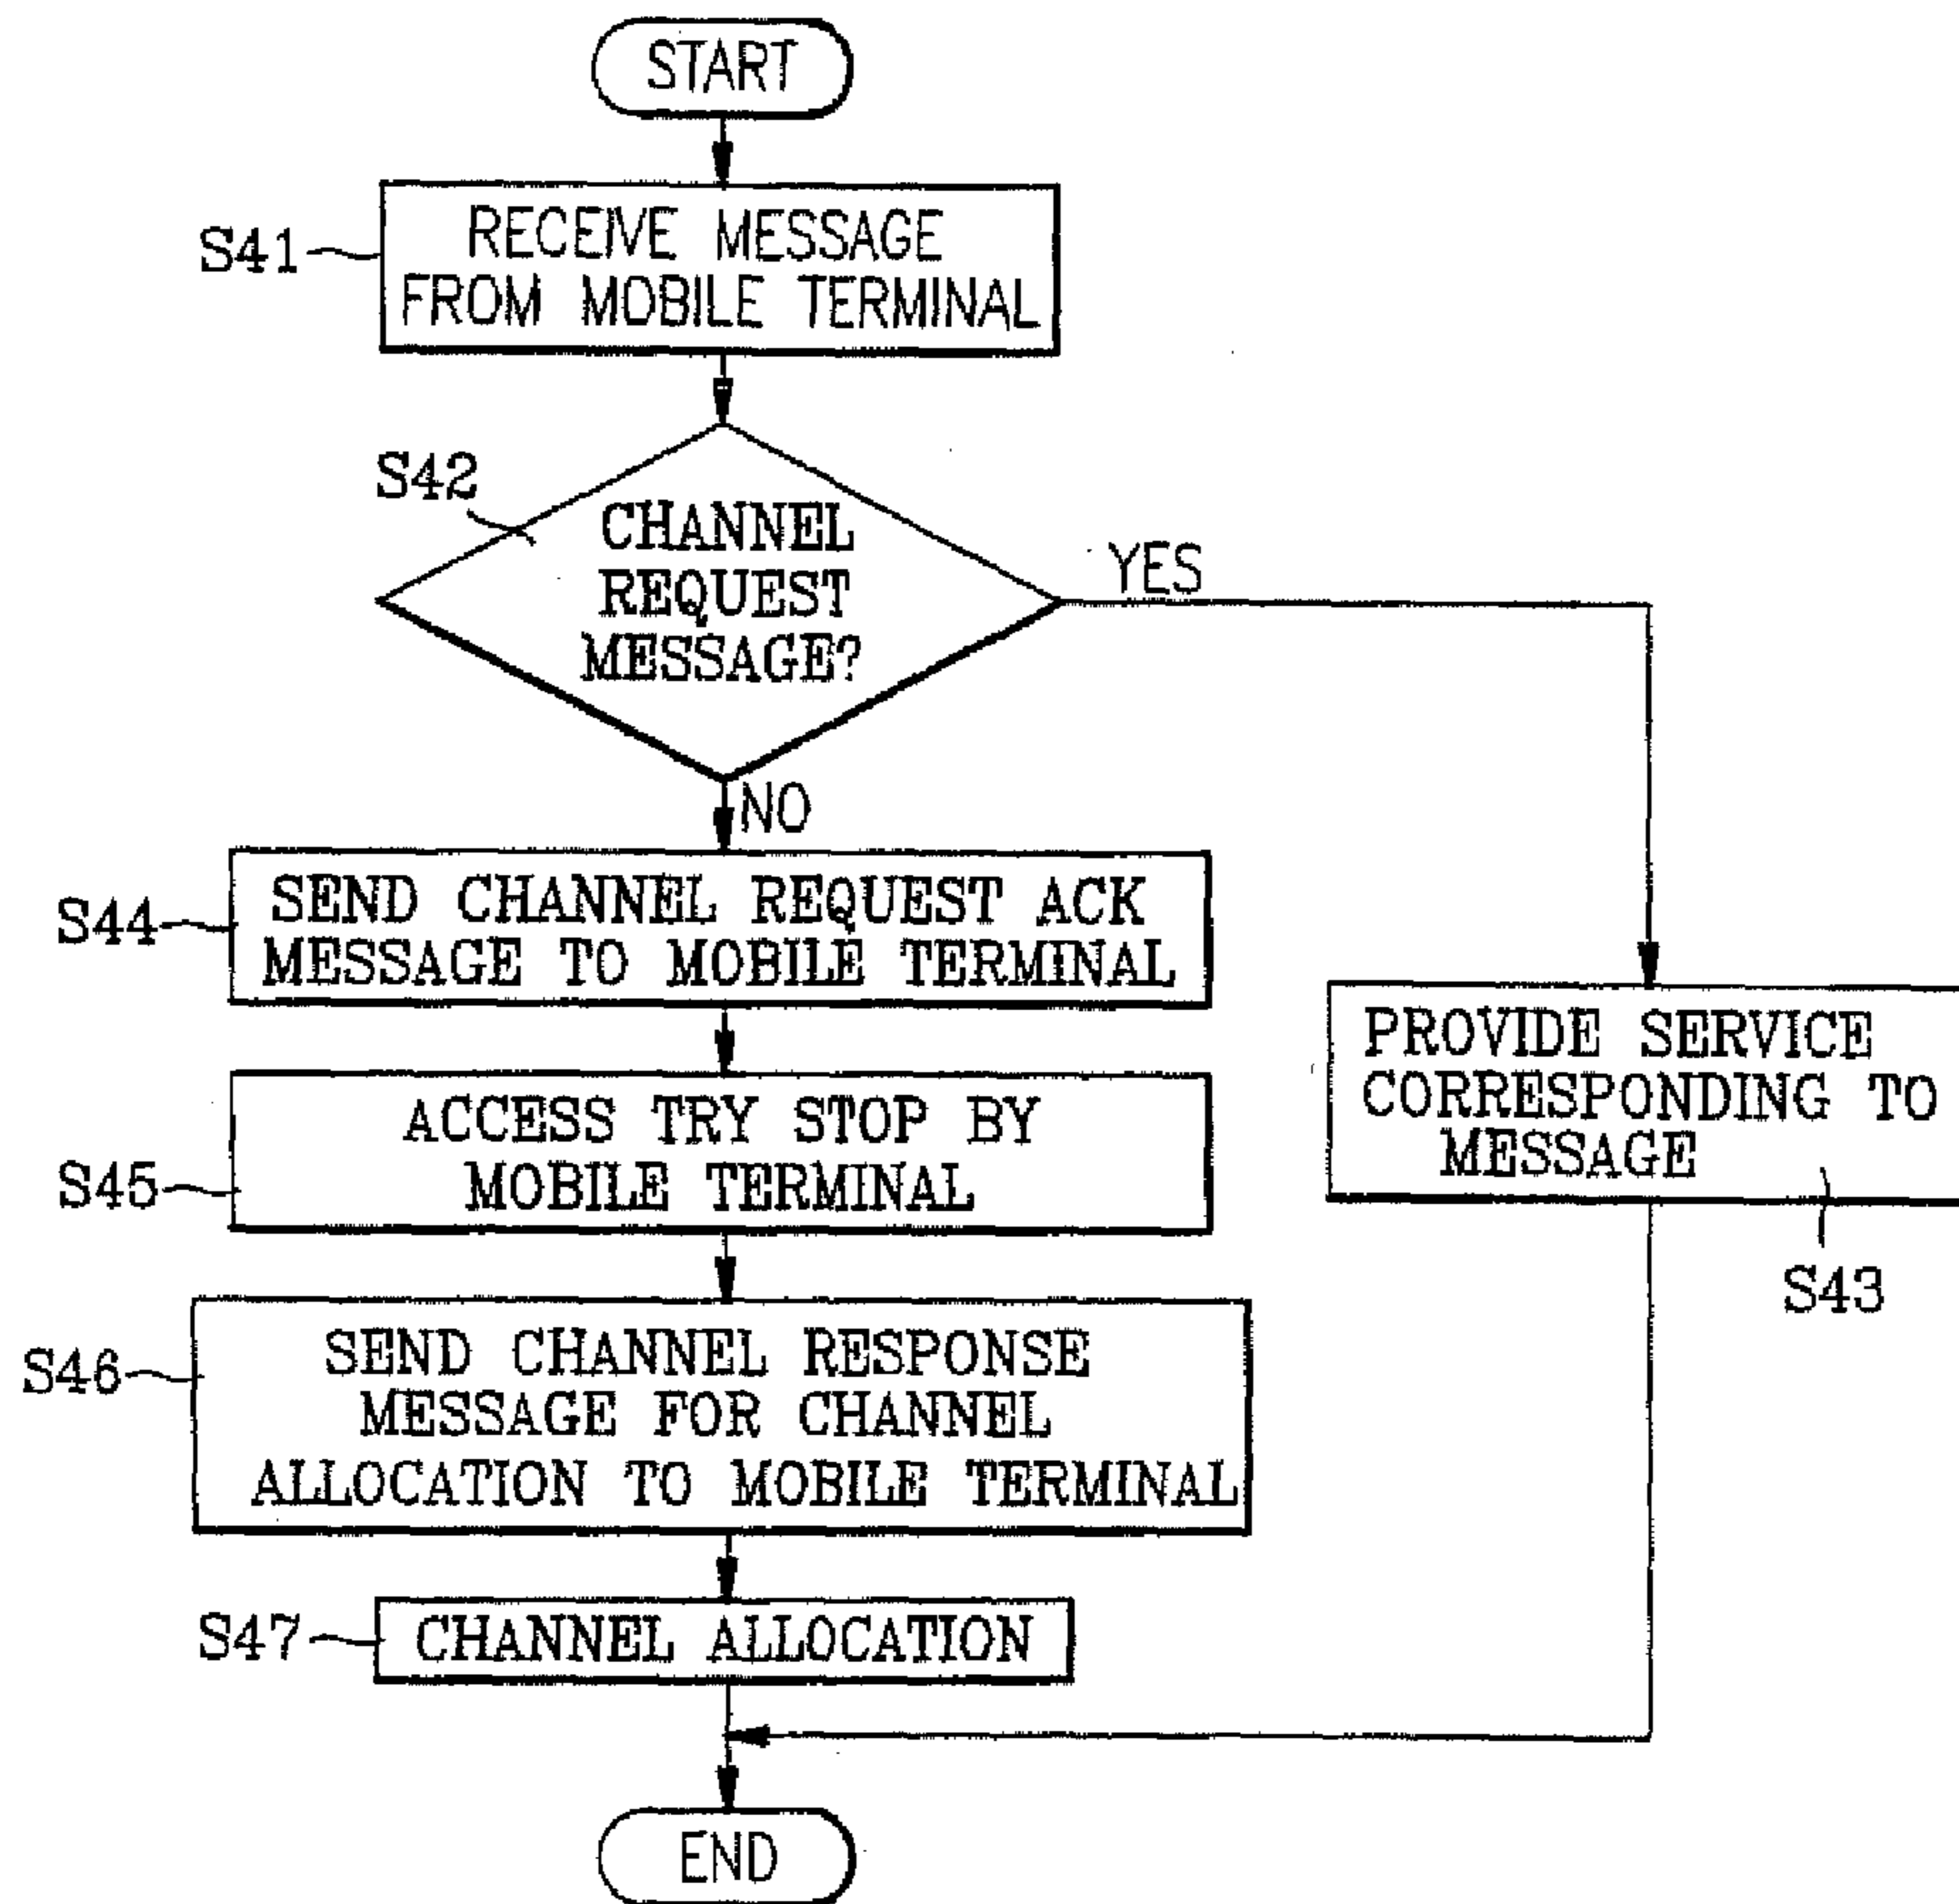 START
S41
RECEIVE MESSAGE
FROM MOBILE TERMINAL
S42
CHANNEL
REQUEST
MESSAGE?
YES
NO
S44
SEND CHANNEL REQUEST ACK
MESSAGE TO MOBILE TERMINAL
PROVIDE SERVICE
CORRESPONDING TO
MESSAGE
S43
S45
ACCESS TRY STOP BY
MOBILE TERMINAL
S46
SEND CHANNEL RESPONSE
MESSAGE FOR CHANNEL
ALLOCATION TO MOBILE TERMINAL
S47
CHANNEL ALLOCATION
END